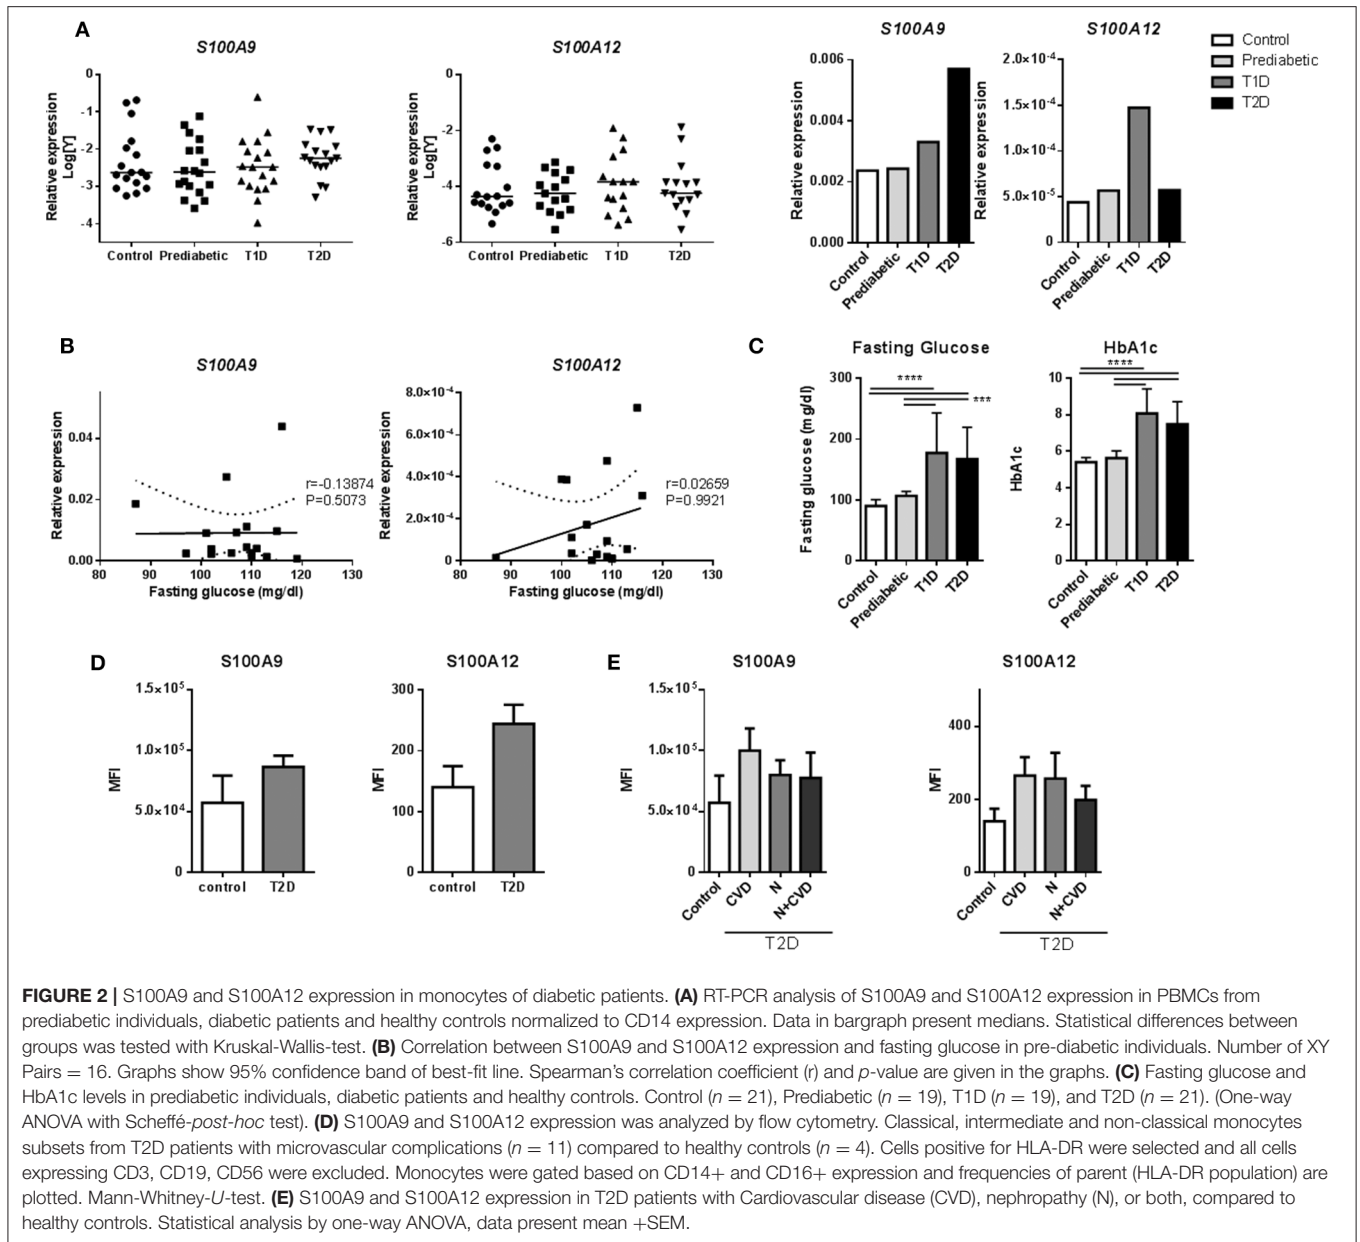 A
S100A9
Relative expression
Log[Y]
0
-1
-2
-3
-4
Control Prediabetic T1D T2D
S100A12
Relative expression
Log[Y]
0
-2
-4
-6
Control Prediabetic T1D T2D
S100A9
Relative expression
0.006
0.004
0.002
0.000
Control
Prediabetic
T1D
T2D
S100A12
Relative expression
2.0×10⁻⁴
1.5×10⁻⁴
1.0×10⁻⁴
5.0×10⁻⁵
0
Control
Prediabetic
T1D
T2D
Control
Prediabetic
T1D
T2D
B
S100A9
Relative expression
0.04
0.02
0.00
80 90 100 110 120 130
Fasting glucose (mg/dl)
r=-0.13874
P=0.5073
S100A12
Relative expression
8.0×10⁻⁴
6.0×10⁻⁴
4.0×10⁻⁴
2.0×10⁻⁴
0
80 90 100 110 120 130
Fasting glucose (mg/dl)
r=0.02659
P=0.9921
C
Fasting Glucose
Fasting glucose (mg/dl)
300
200
100
0
****
***
Control
Prediabetic
T1D
T2D
HbA1c
HbA1c
10
8
6
4
2
0
****
Control
Prediabetic
T1D
T2D
D
S100A9
MFI
1.5×10⁵
1.0×10⁵
5.0×10⁴
0
control T2D
S100A12
MFI
300
200
100
0
control T2D
E
S100A9
MFI
1.5×10⁵
1.0×10⁵
5.0×10⁴
0
Control
CVD
N
N+CVD
T2D
S100A12
MFI
400
200
0
Control
CVD
N
N+CVD
T2D
FIGURE 2 | S100A9 and S100A12 expression in monocytes of diabetic patients. (A) RT-PCR analysis of S100A9 and S100A12 expression in PBMCs from
prediabetic individuals, diabetic patients and healthy controls normalized to CD14 expression. Data in bargraph present medians. Statistical differences between
groups was tested with Kruskal-Wallis-test. (B) Correlation between S100A9 and S100A12 expression and fasting glucose in pre-diabetic individuals. Number of XY
Pairs = 16. Graphs show 95% confidence band of best-fit line. Spearman's correlation coefficient (r) and p-value are given in the graphs. (C) Fasting glucose and
HbA1c levels in prediabetic individuals, diabetic patients and healthy controls. Control (n = 21), Prediabetic (n = 19), T1D (n = 19), and T2D (n = 21). (One-way
ANOVA with Scheffé-post-hoc test). (D) S100A9 and S100A12 expression was analyzed by flow cytometry. Classical, intermediate and non-classical monocytes
subsets from T2D patients with microvascular complications (n = 11) compared to healthy controls (n = 4). Cells positive for HLA-DR were selected and all cells
expressing CD3, CD19, CD56 were excluded. Monocytes were gated based on CD14+ and CD16+ expression and frequencies of parent (HLA-DR population) are
plotted. Mann-Whitney-U-test. (E) S100A9 and S100A12 expression in T2D patients with Cardiovascular disease (CVD), nephropathy (N), or both, compared to
healthy controls. Statistical analysis by one-way ANOVA, data present mean +SEM.